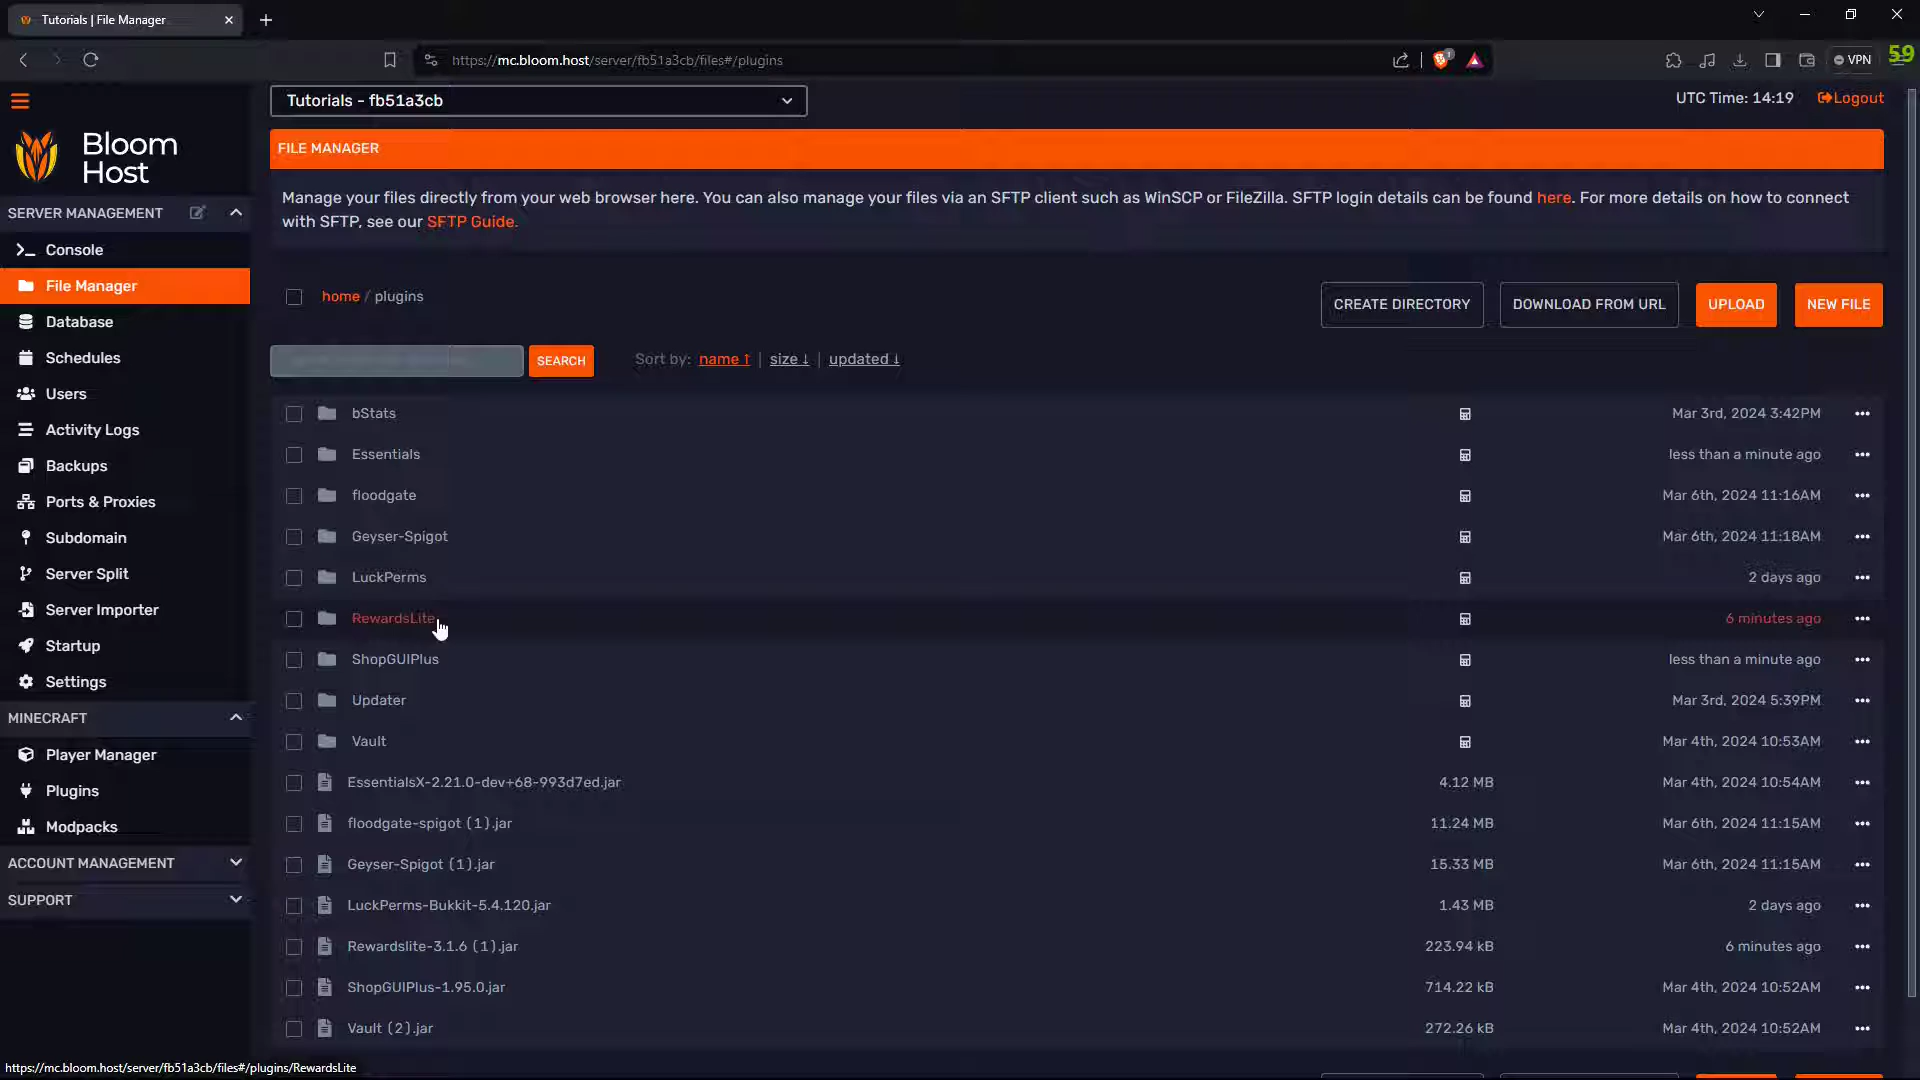 Tutorials | File Manager
https://mc.bloom.host/server/fb51a3cb/files#/plugins
1
VPN
59
Tutorials - fb51a3cb
UTC Time: 14:19
Logout
Bloom
Host
FILE MANAGER
Manage your files directly from your web browser here. You can also manage your files via an SFTP client such as WinSCP or FileZilla. SFTP login details can be found here. For more details on how to connect
with SFTP, see our SFTP Guide.
SERVER MANAGEMENT
Console
File Manager
Database
Schedules
Users
Activity Logs
Backups
Ports & Proxies
Subdomain
Server Split
Server Importer
Startup
Settings
MINECRAFT
Player Manager
Plugins
Modpacks
ACCOUNT MANAGEMENT
SUPPORT
home / plugins
CREATE DIRECTORY
DOWNLOAD FROM URL
UPLOAD
NEW FILE
SEARCH
Sort by: name ↑ | size ↓ | updated ↓
bStats Mar 3rd, 2024 3:42PM
Essentials less than a minute ago
floodgate Mar 6th, 2024 11:16AM
Geyser-Spigot Mar 6th, 2024 11:18AM
LuckPerms 2 days ago
RewardsLite 6 minutes ago
ShopGUIPlus less than a minute ago
Updater Mar 3rd, 2024 5:39PM
Vault Mar 4th, 2024 10:53AM
EssentialsX-2.21.0-dev+68-993d7ed.jar 4.12 MB Mar 4th, 2024 10:54AM
floodgate-spigot (1).jar 11.24 MB Mar 6th, 2024 11:15AM
Geyser-Spigot (1).jar 15.33 MB Mar 6th, 2024 11:15AM
LuckPerms-Bukkit-5.4.120.jar 1.43 MB 2 days ago
Rewardslite-3.1.6 (1).jar 223.94 kB 6 minutes ago
ShopGUIPlus-1.95.0.jar 714.22 kB Mar 4th, 2024 10:52AM
Vault (2).jar 272.26 kB Mar 4th, 2024 10:52AM
https://mc.bloom.host/server/fb51a3cb/files#/plugins/RewardsLite